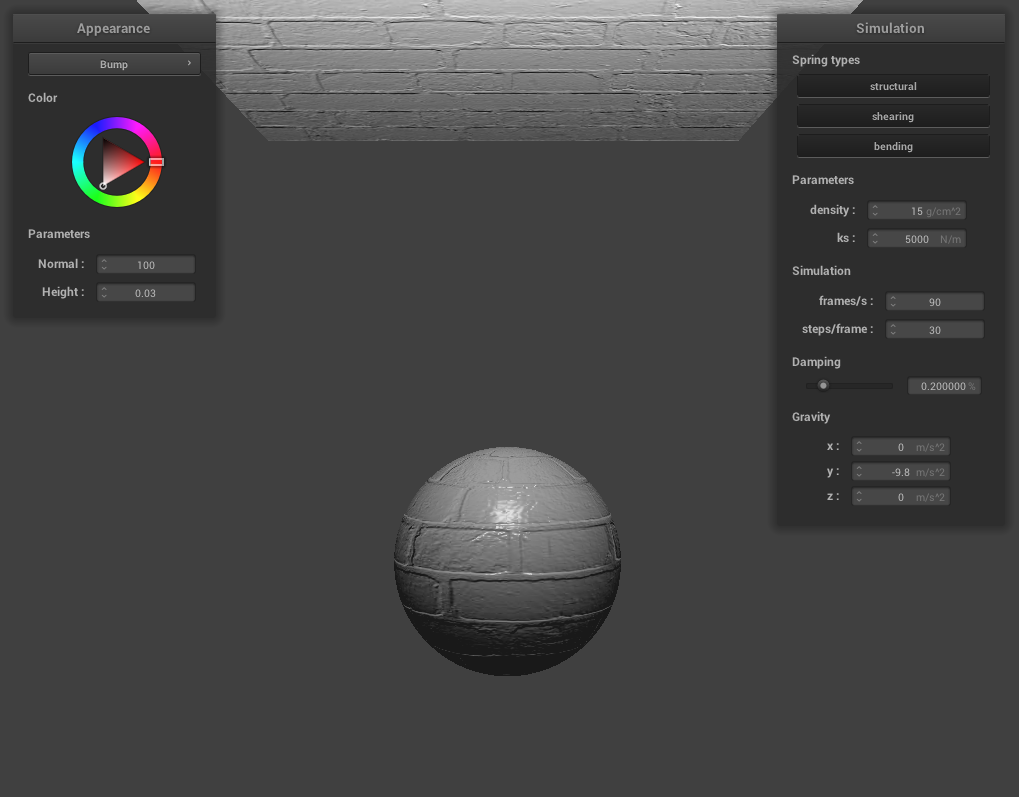 Appearance
Bump
Color
Parameters
Normal : 100
Height : 0.03
Simulation
Spring types
structural
shearing
bending
Parameters
density : 15 g/cm^2
ks : 5000 N/m
Simulation
frames/s : 90
steps/frame : 30
Damping
0.200000 %
Gravity
x : 0 m/s^2
y : -9.8 m/s^2
z : 0 m/s^2